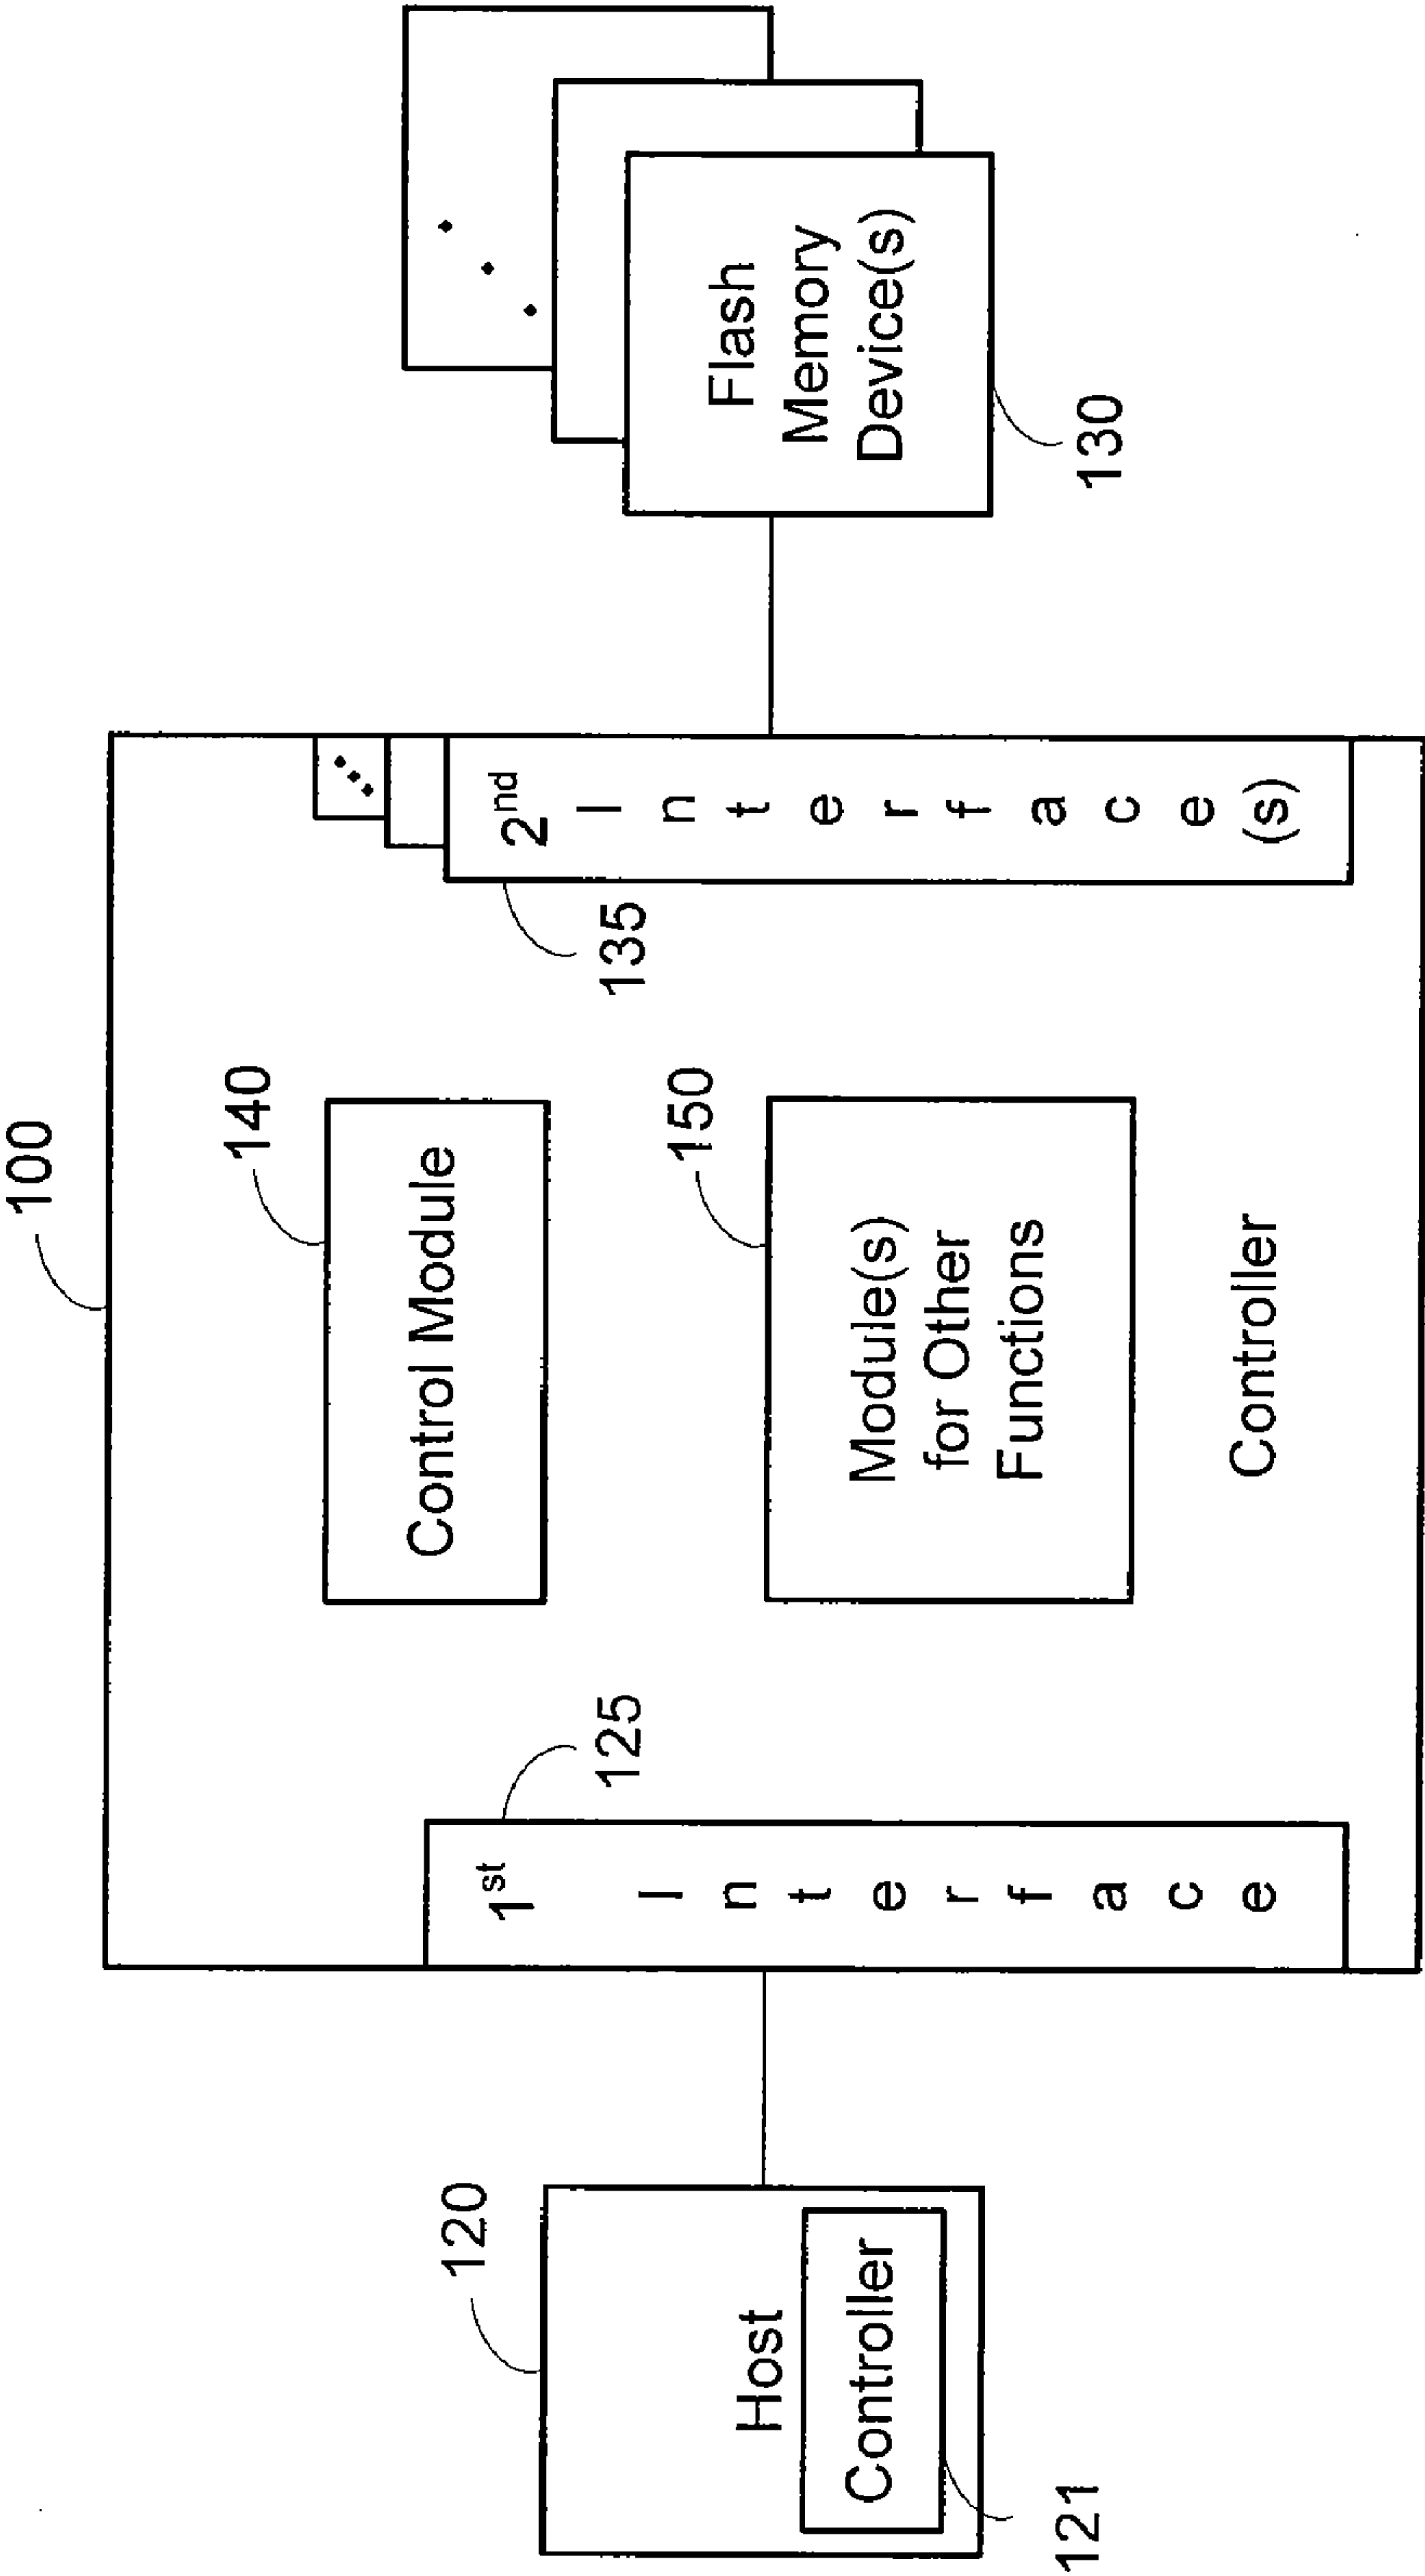 100
120
Host
Controller
121
1st
Interface
125
140
Control Module
150
Module(s)
for Other
Functions
Controller
135
2nd
Interface(s)
Flash
Memory
Device(s)
130